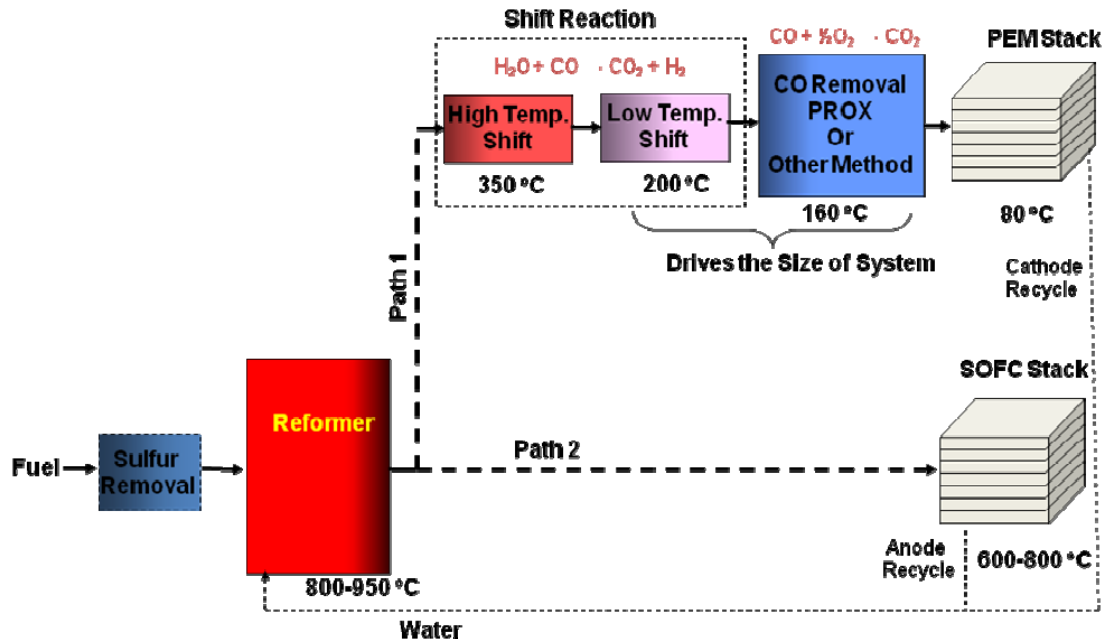 Shift Reaction
H₂O + CO · CO₂ + H₂
High Temp.
Shift
350 °C
Low Temp.
Shift
200 °C
CO + ½O₂ · CO₂
CO Removal
PROX
Or
Other Method
160 °C
Drives the Size of System
PEM Stack
80 °C
Cathode
Recycle
Path 1
Fuel
Sulfur
Removal
Reformer
800-950 °C
Path 2
SOFC Stack
600-800 °C
Anode
Recycle
Water